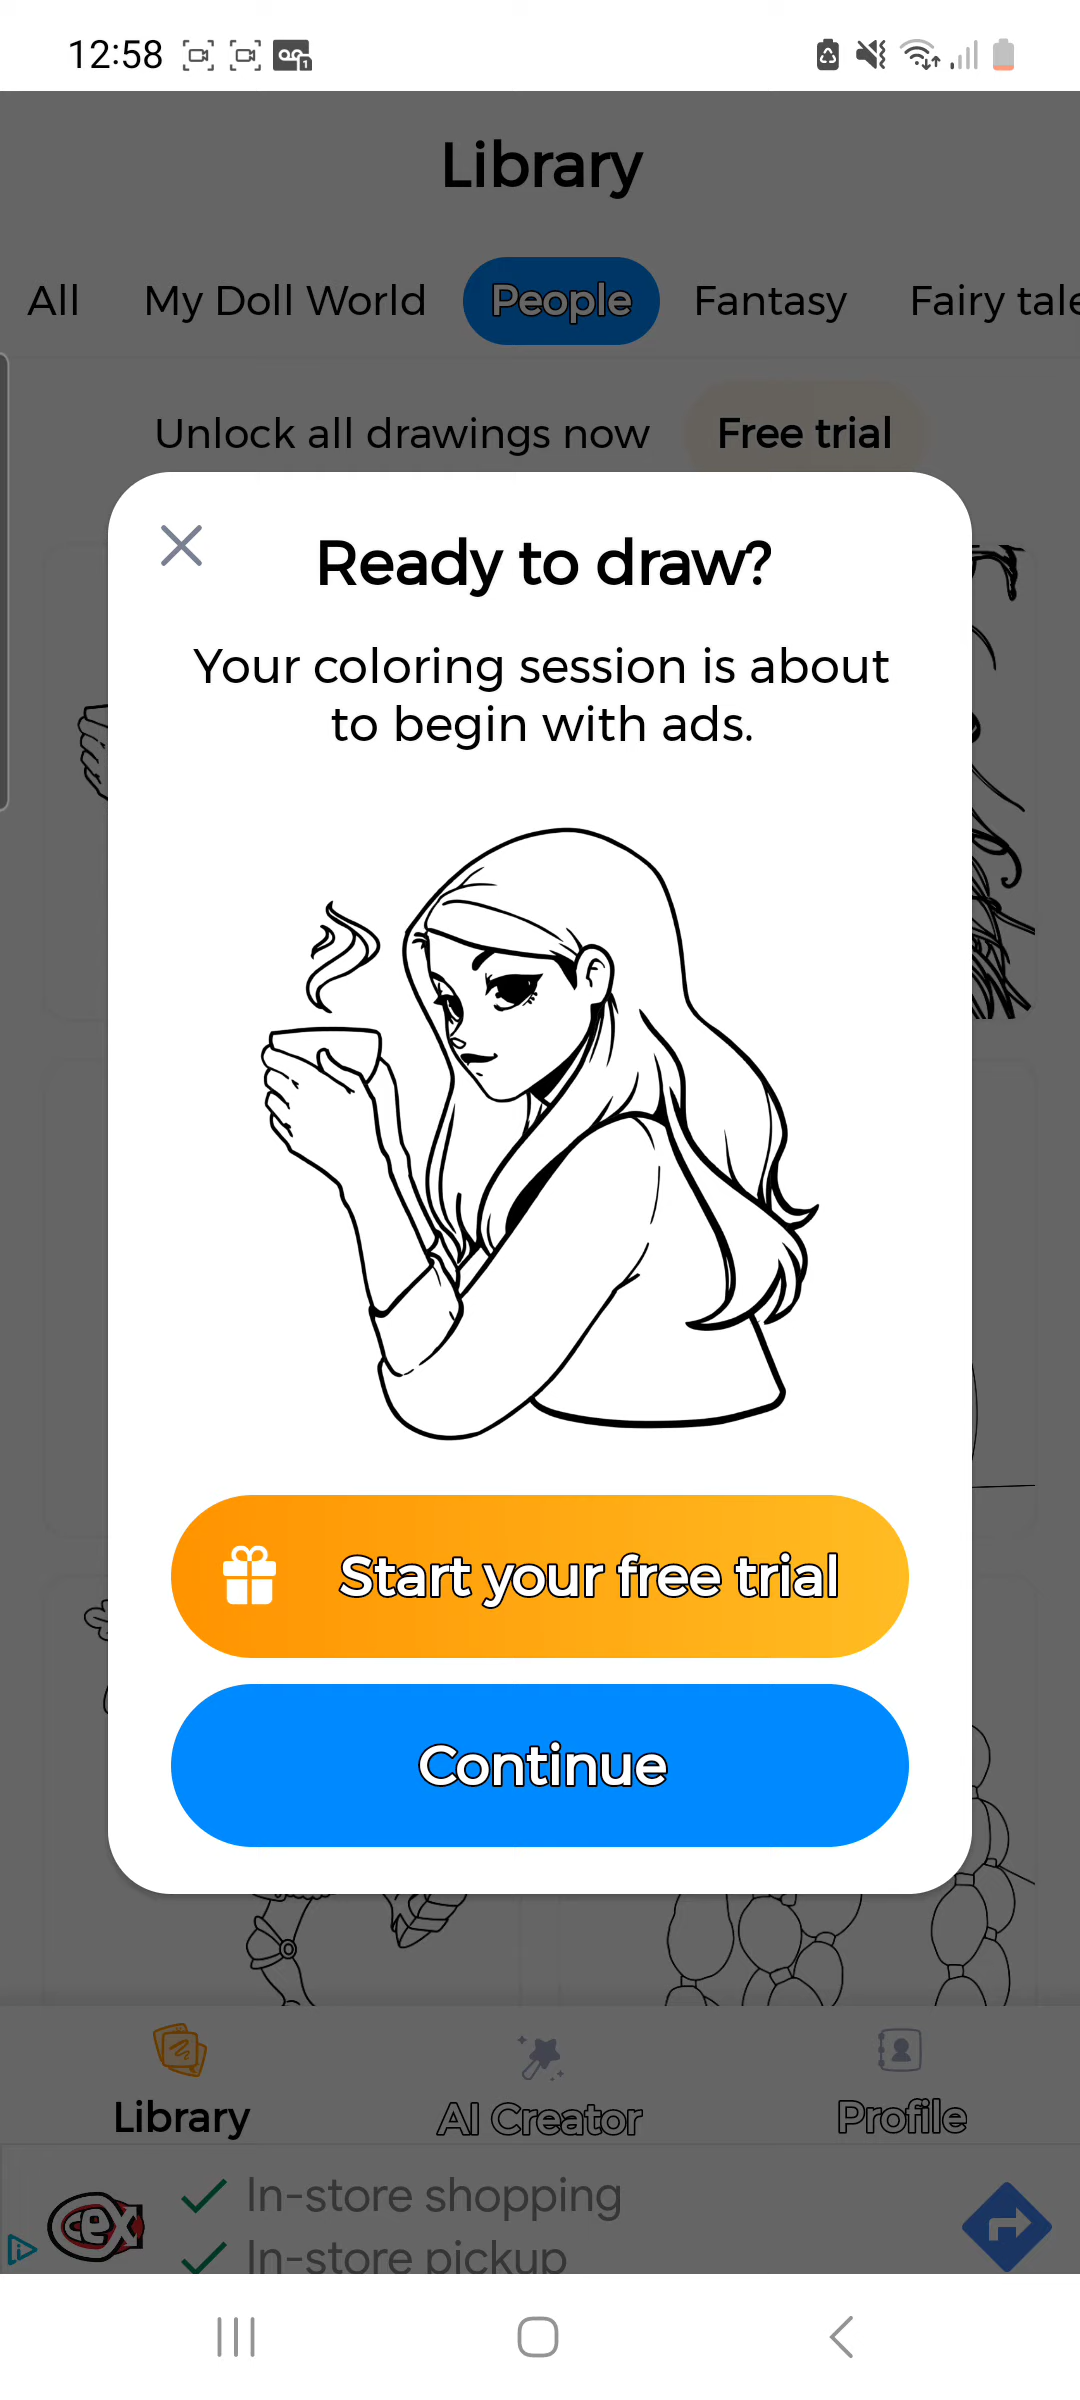 12:58
1
Library
All
My Doll World
People
Fantasy
Fairy tale
Unlock all drawings now
Free trial
Ready to draw?
Your coloring session is about
to begin with ads.
Start your free trial
Continue
Library
AI Creator
Profile
cex
In-store shopping
In-store pickup